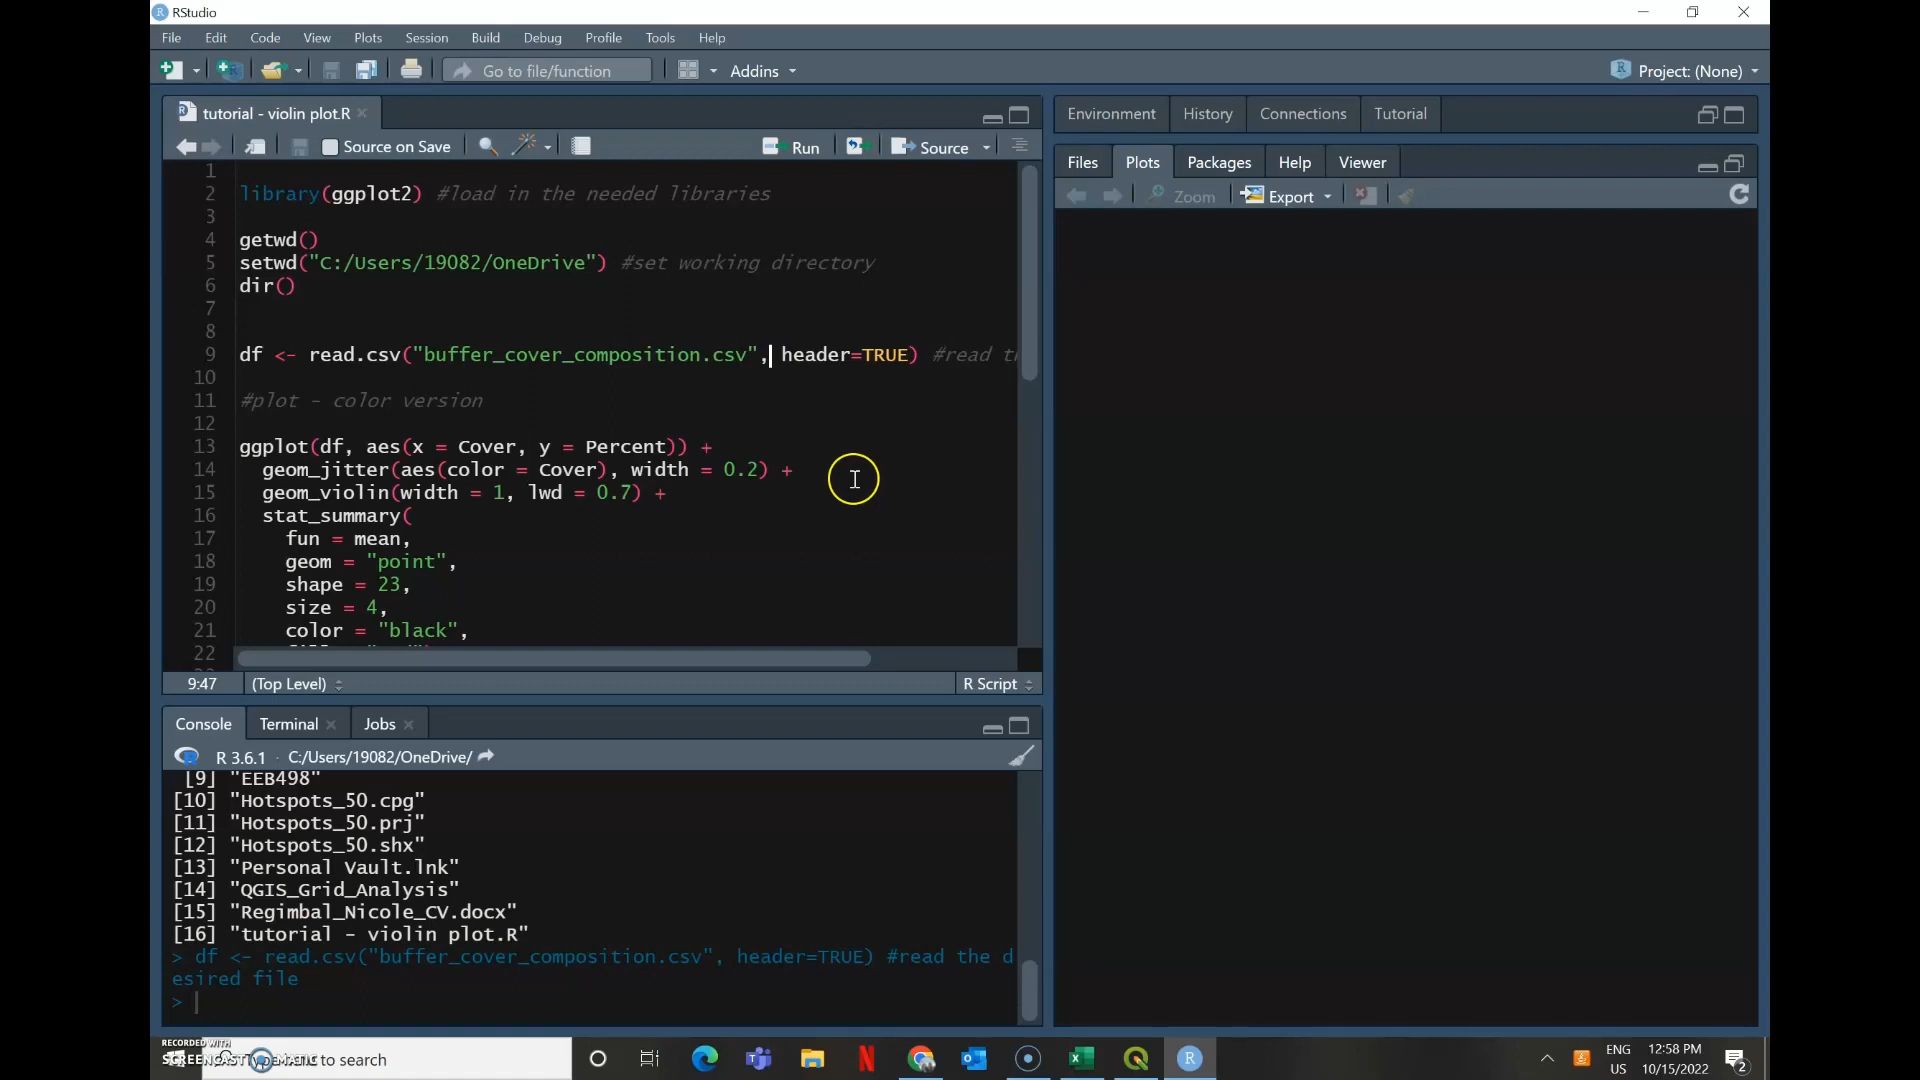 RStudio
File Edit Code View Plots Session Build Debug Profile Tools Help
Go to file/function Addins Project: (None)
tutorial - violin plot.R
Source on Save Run Source
1
2 library(ggplot2) #load in the needed libraries
3
4 getwd()
5 setwd("C:/Users/19082/OneDrive") #set working directory
6 dir()
7
8
9 df <- read.csv("buffer_cover_composition.csv", header=TRUE) #read th
10
11 #plot - color version
12
13 ggplot(df, aes(x = Cover, y = Percent)) +
14 geom_jitter(aes(color = Cover), width = 0.2) +
15 geom_violin(width = 1, lwd = 0.7) +
16 stat_summary(
17 fun = mean,
18 geom = "point",
19 shape = 23,
20 size = 4,
21 color = "black",
22
9:47 (Top Level) R Script
Console Terminal Jobs
R 3.6.1 · C:/Users/19082/OneDrive/
[9] "EEB498"
[10] "Hotspots_50.cpg"
[11] "Hotspots_50.prj"
[12] "Hotspots_50.shx"
[13] "Personal Vault.lnk"
[14] "QGIS_Grid_Analysis"
[15] "Regimbal_Nicole_CV.docx"
[16] "tutorial - violin plot.R"
> df <- read.csv("buffer_cover_composition.csv", header=TRUE) #read the d
esired file
>
Environment History Connections Tutorial
Files Plots Packages Help Viewer
Zoom Export
RECORDED WITH
SCREENCAST MATIC
to search
ENG
US
12:58 PM
10/15/2022
2